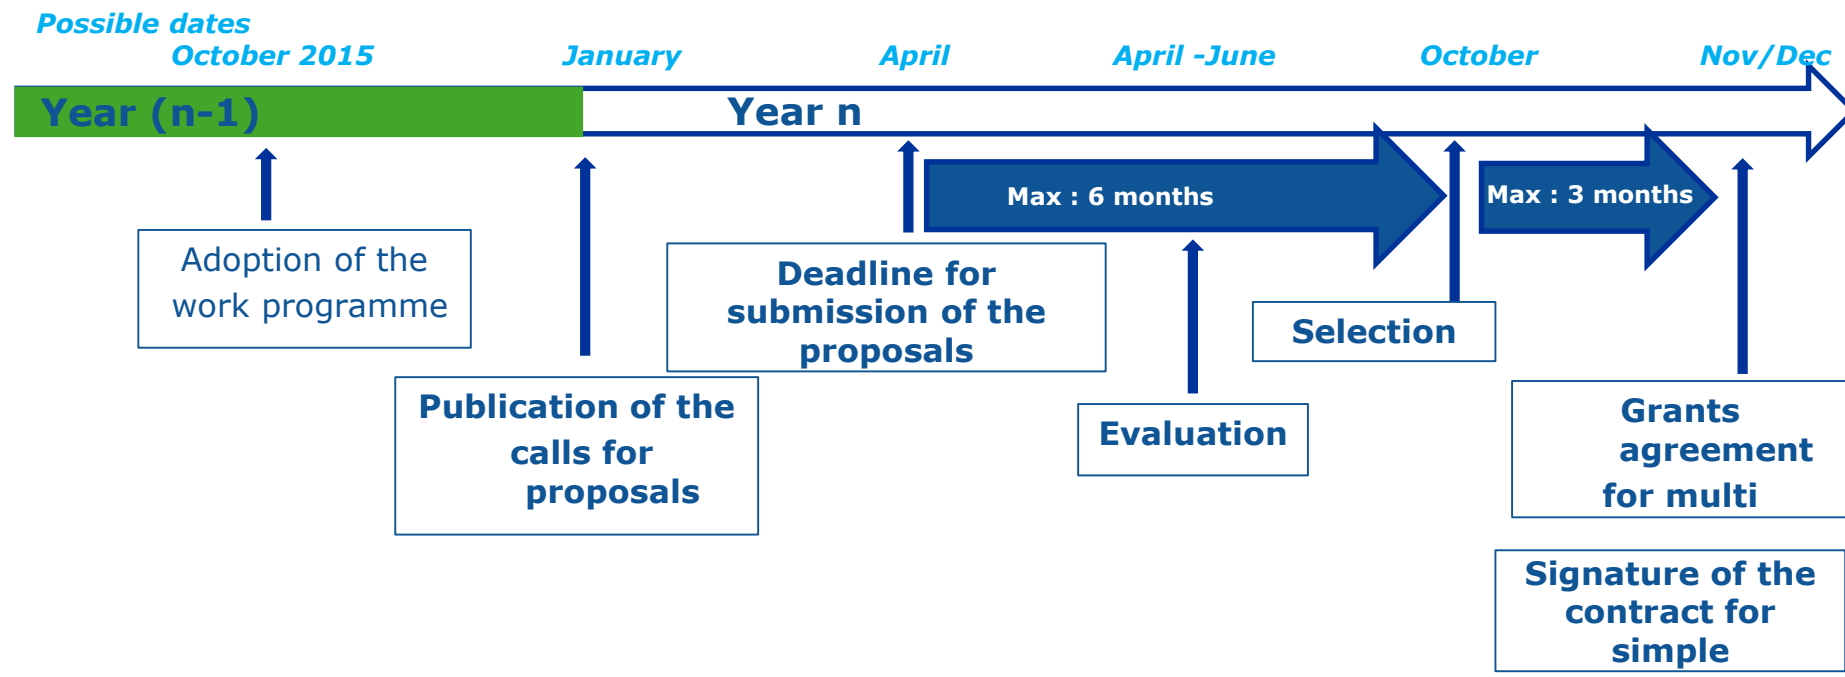 Possible dates
October 2015
January
April
April -June
October
Nov/Dec
Year (n-1)
Year n
Max : 6 months
Max : 3 months
Adoption of the
work programme
Publication of the
calls for
proposals
Deadline for
submission of the
proposals
Evaluation
Selection
Grants
agreement
for multi
Signature of the
contract for
simple